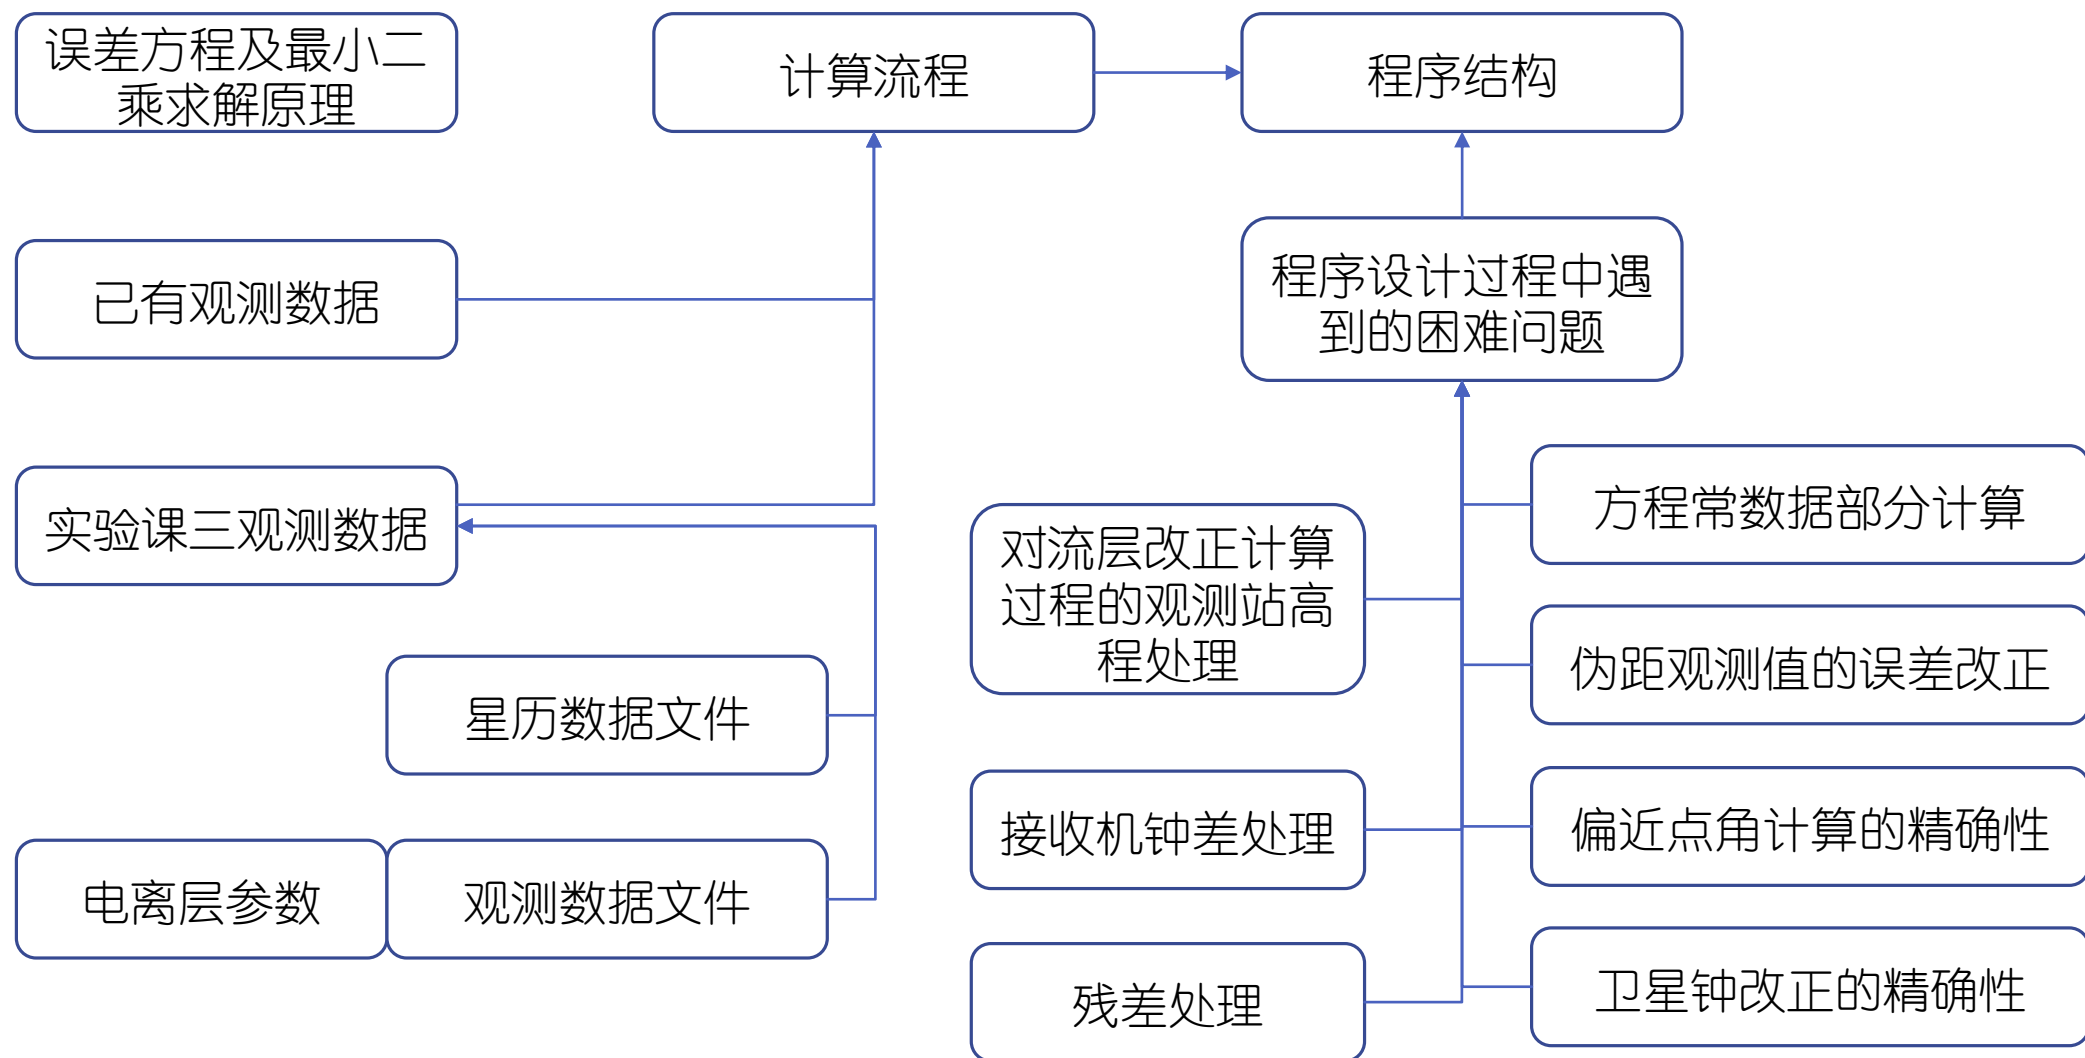 误差方程及最小二
乘求解原理
计算流程
程序结构
已有观测数据
程序设计过程中遇
到的困难问题
实验课三观测数据
方程常数据部分计算
对流层改正计算
过程的观测站高
程处理
伪距观测值的误差改正
星历数据文件
接收机钟差处理
偏近点角计算的精确性
电离层参数
观测数据文件
残差处理
卫星钟改正的精确性